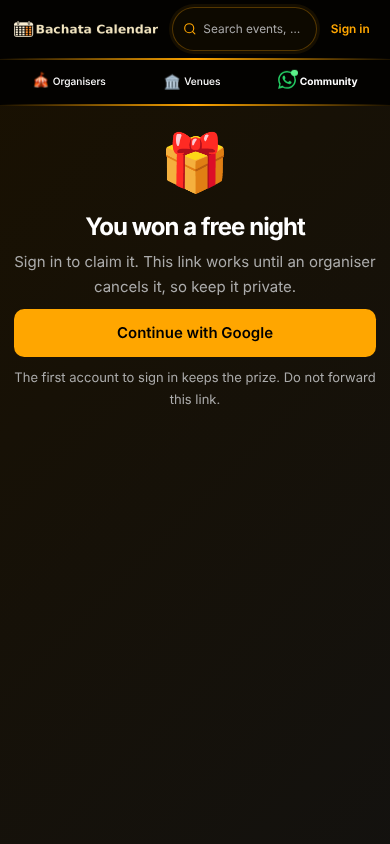 Bachata Calendar
Search events, ...
Sign in
Organisers
Venues
Community
You won a free night
Sign in to claim it. This link works until an organiser
cancels it, so keep it private.
Continue with Google
The first account to sign in keeps the prize. Do not forward
this link.